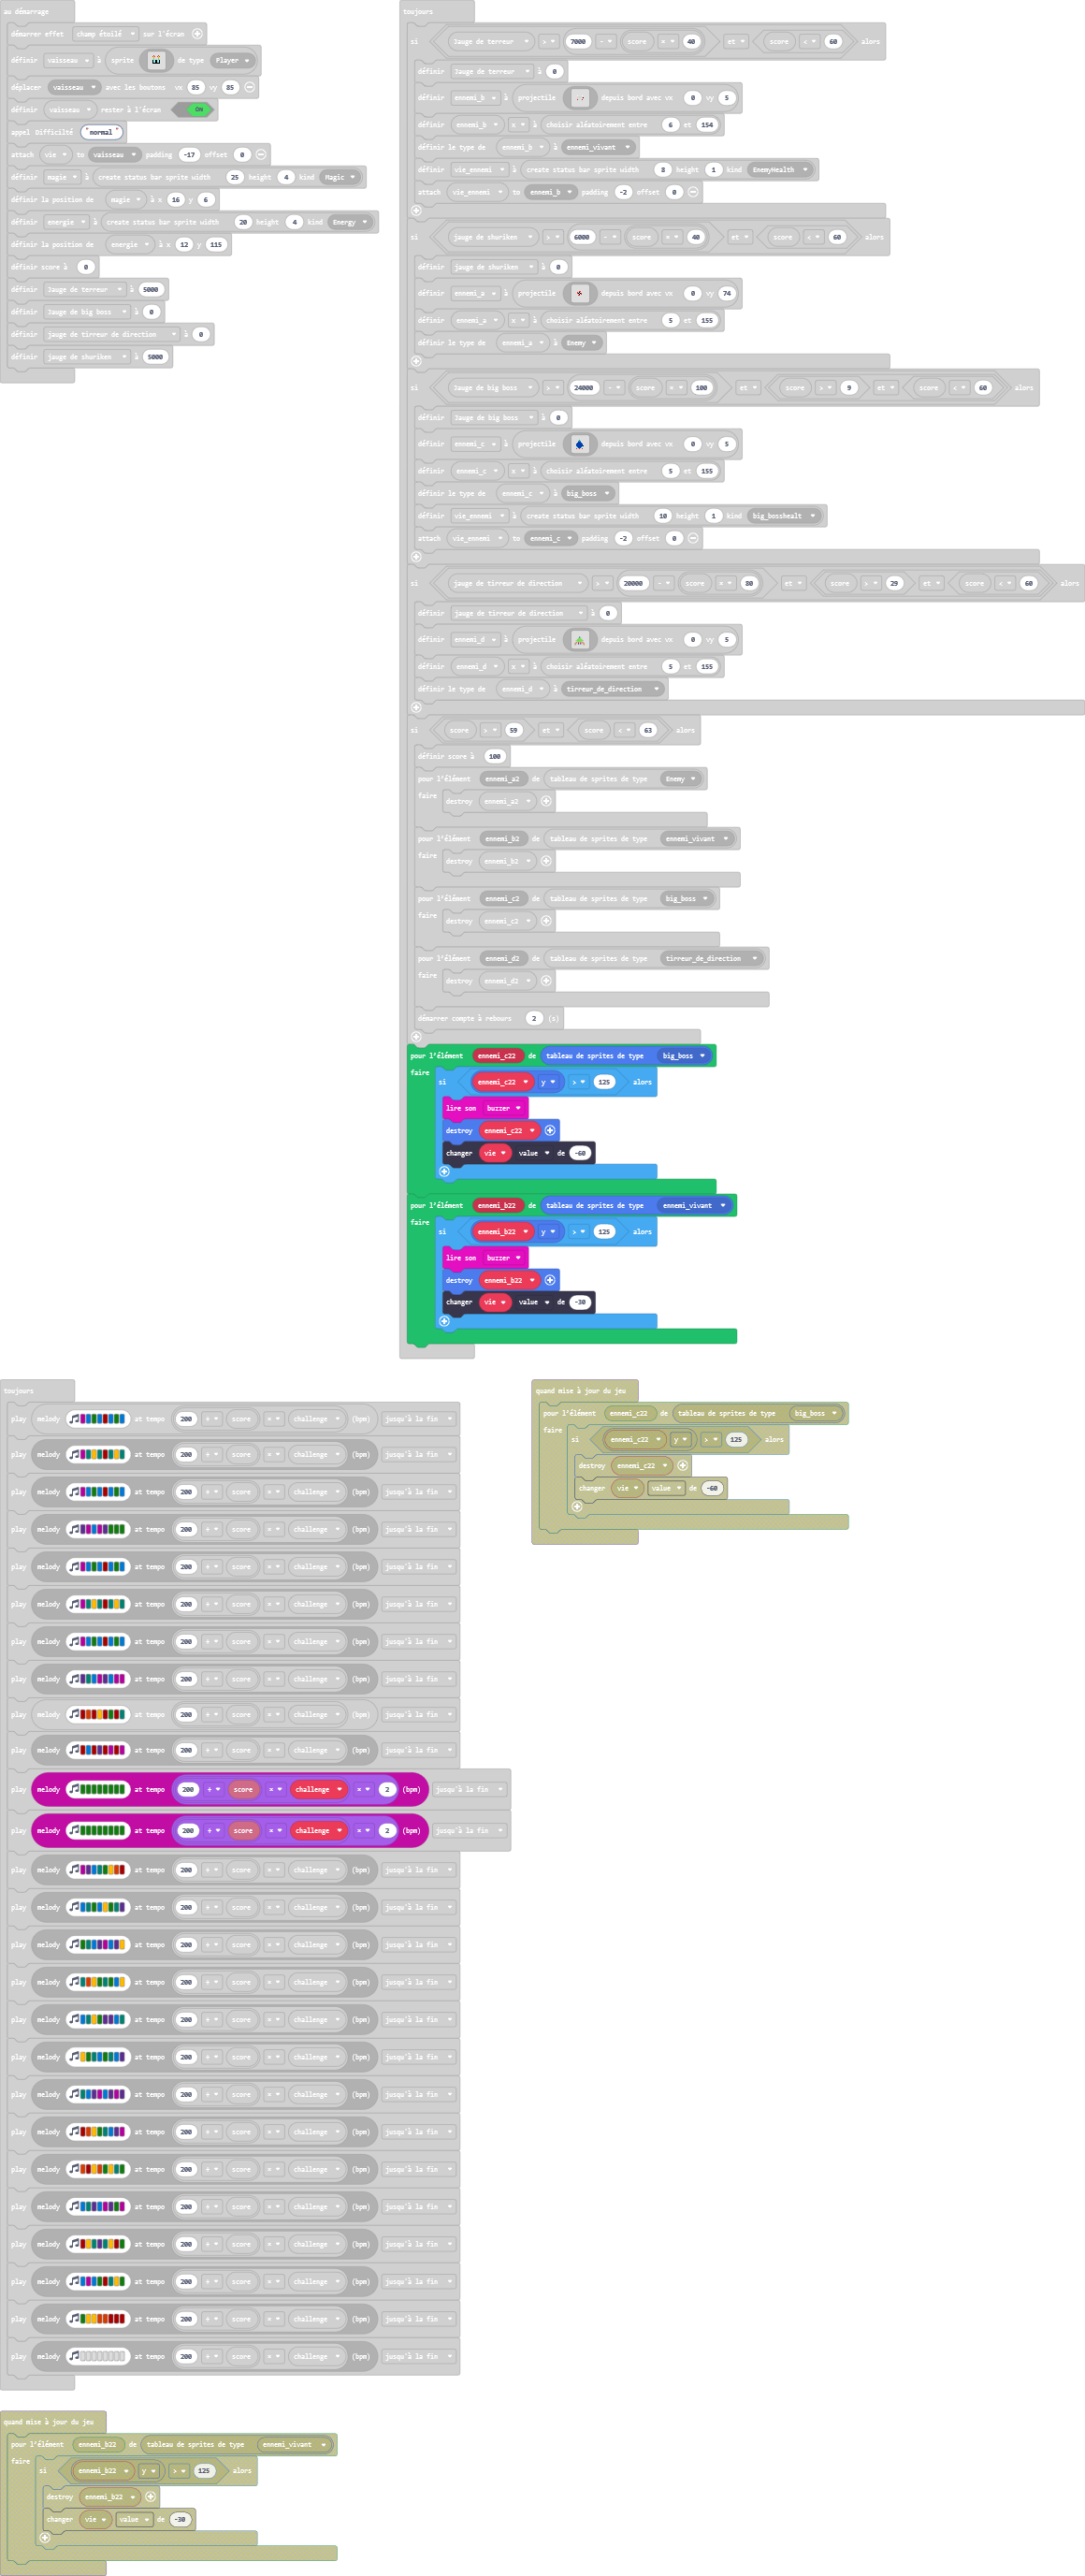 au démarrage
démarrer effet champ étoilé sur l'écran
définir vaisseau à sprite de type Player
déplacer vaisseau avec les boutons vx 85 vy 85
définir vaisseau rester à l'écran ON
appel Difficilté "normal"
attach vie to vaisseau padding -17 offset 0
définir magie à create status bar sprite width 25 height 4 kind Magic
définir la position de magie à x 16 y 6
définir energie à create status bar sprite width 20 height 4 kind Energy
définir la position de energie à x 12 y 115
définir score à 0
définir Jauge de terreur à 5000
définir Jauge de big boss à 0
définir jauge de tirreur de direction à 0
définir jauge de shuriken à 5000
toujours
si Jauge de terreur > 7000 - score × 40 et score < 60 alors
définir Jauge de terreur à 0
définir ennemi_b à projectile depuis bord avec vx 0 vy 5
définir ennemi_b x à choisir aléatoirement entre 6 et 154
définir le type de ennemi_b à ennemi_vivant
définir vie_ennemi à create status bar sprite width 8 height 1 kind EnemyHealth
attach vie_ennemi to ennemi_b padding -2 offset 0
si jauge de shuriken > 6000 - score × 40 et score < 60 alors
définir jauge de shuriken à 0
définir ennemi_a à projectile depuis bord avec vx 0 vy 74
définir ennemi_a x à choisir aléatoirement entre 5 et 155
définir le type de ennemi_a à Enemy
si Jauge de big boss > 24000 - score × 100 et score > 9 et score < 60 alors
définir Jauge de big boss à 0
définir ennemi_c à projectile depuis bord avec vx 0 vy 5
définir ennemi_c x à choisir aléatoirement entre 5 et 155
définir le type de ennemi_c à big_boss
définir vie_ennemi à create status bar sprite width 10 height 1 kind big_bosshealt
attach vie_ennemi to ennemi_c padding -2 offset 0
si jauge de tirreur de direction > 20000 - score × 80 et score > 29 et score < 60 alors
définir jauge de tirreur de direction à 0
définir ennemi_d à projectile depuis bord avec vx 0 vy 5
définir ennemi_d x à choisir aléatoirement entre 5 et 155
définir le type de ennemi_d à tirreur_de_direction
si score > 59 et score < 63 alors
définir score à 100
pour l'élément ennemi_a2 de tableau de sprites de type Enemy
faire destroy ennemi_a2
pour l'élément ennemi_b2 de tableau de sprites de type ennemi_vivant
faire destroy ennemi_b2
pour l'élément ennemi_c2 de tableau de sprites de type big_boss
faire destroy ennemi_c2
pour l'élément ennemi_d2 de tableau de sprites de type tirreur_de_direction
faire destroy ennemi_d2
démarrer compte à rebours 2 (s)
pour l'élément ennemi_c22 de tableau de sprites de type big_boss
faire si ennemi_c22 y > 125 alors
lire son buzzer
destroy ennemi_c22
changer vie value de -60
pour l'élément ennemi_b22 de tableau de sprites de type ennemi_vivant
faire si ennemi_b22 y > 125 alors
lire son buzzer
destroy ennemi_b22
changer vie value de -30
toujours
play melody at tempo 200 + score × challenge (bpm) jusqu'à la fin
play melody at tempo 200 + score × challenge (bpm) jusqu'à la fin
play melody at tempo 200 + score × challenge (bpm) jusqu'à la fin
play melody at tempo 200 + score × challenge (bpm) jusqu'à la fin
play melody at tempo 200 + score × challenge (bpm) jusqu'à la fin
play melody at tempo 200 + score × challenge (bpm) jusqu'à la fin
play melody at tempo 200 + score × challenge (bpm) jusqu'à la fin
play melody at tempo 200 + score × challenge (bpm) jusqu'à la fin
play melody at tempo 200 + score × challenge (bpm) jusqu'à la fin
play melody at tempo 200 + score × challenge (bpm) jusqu'à la fin
play melody at tempo 200 + score × challenge × 2 (bpm) jusqu'à la fin
play melody at tempo 200 + score × challenge × 2 (bpm) jusqu'à la fin
play melody at tempo 200 + score × challenge (bpm) jusqu'à la fin
play melody at tempo 200 + score × challenge (bpm) jusqu'à la fin
play melody at tempo 200 + score × challenge (bpm) jusqu'à la fin
play melody at tempo 200 + score × challenge (bpm) jusqu'à la fin
play melody at tempo 200 + score × challenge (bpm) jusqu'à la fin
play melody at tempo 200 + score × challenge (bpm) jusqu'à la fin
play melody at tempo 200 + score × challenge (bpm) jusqu'à la fin
play melody at tempo 200 + score × challenge (bpm) jusqu'à la fin
play melody at tempo 200 + score × challenge (bpm) jusqu'à la fin
play melody at tempo 200 + score × challenge (bpm) jusqu'à la fin
play melody at tempo 200 + score × challenge (bpm) jusqu'à la fin
play melody at tempo 200 + score × challenge (bpm) jusqu'à la fin
play melody at tempo 200 + score × challenge (bpm) jusqu'à la fin
play melody at tempo 200 + score × challenge (bpm) jusqu'à la fin
quand mise à jour du jeu
pour l'élément ennemi_c22 de tableau de sprites de type big_boss
faire si ennemi_c22 y > 125 alors
destroy ennemi_c22
changer vie value de -60
quand mise à jour du jeu
pour l'élément ennemi_b22 de tableau de sprites de type ennemi_vivant
faire si ennemi_b22 y > 125 alors
destroy ennemi_b22
changer vie value de -30